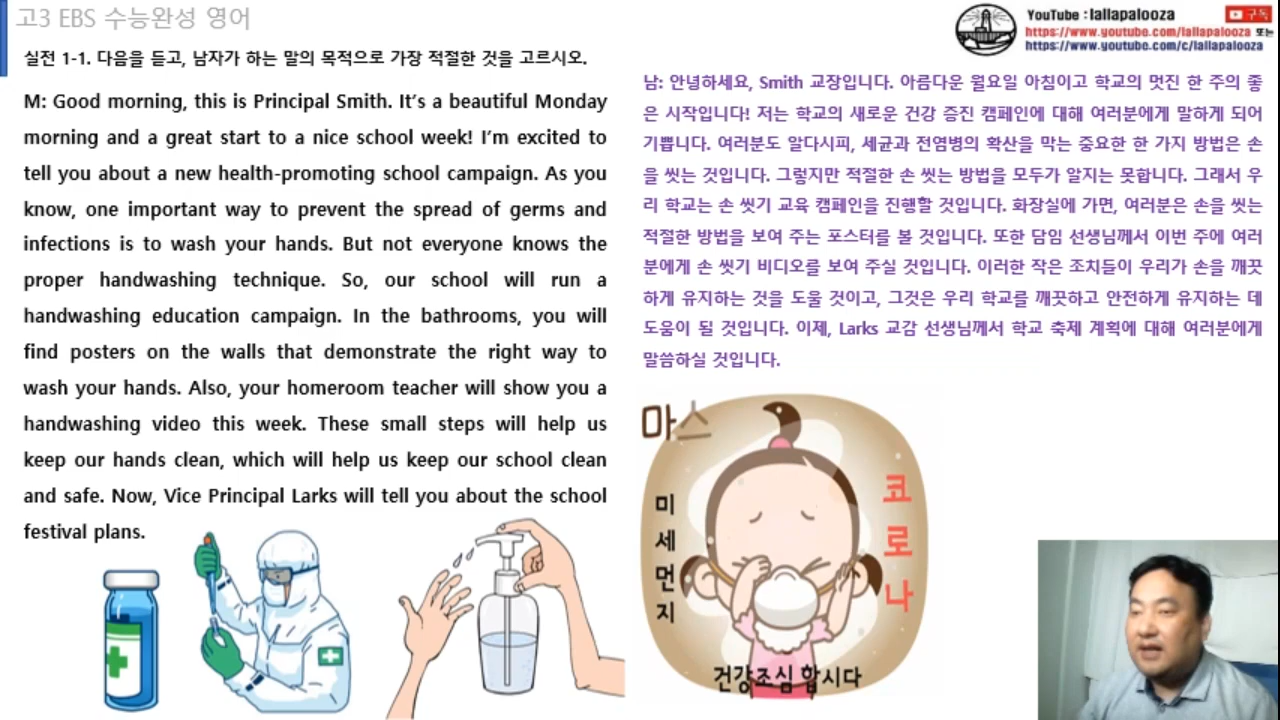 고3 EBS 수능완성 영어
YouTube : lallapalooza
구독
https://www.youtube.com/lallapalooza 또는
https://www.youtube.com/c/lallapalooza
실전 1-1. 다음을 듣고, 남자가 하는 말의 목적으로 가장 적절한 것을 고르시오.
M: Good morning, this is Principal Smith. It’s a beautiful Monday
morning and a great start to a nice school week! I’m excited to
tell you about a new health-promoting school campaign. As you
know, one important way to prevent the spread of germs and
infections is to wash your hands. But not everyone knows the
proper handwashing technique. So, our school will run a
handwashing education campaign. In the bathrooms, you will
find posters on the walls that demonstrate the right way to
wash your hands. Also, your homeroom teacher will show you a
handwashing video this week. These small steps will help us
keep our hands clean, which will help us keep our school clean
and safe. Now, Vice Principal Larks will tell you about the school
festival plans.
남: 안녕하세요, Smith 교장입니다. 아름다운 월요일 아침이고 학교의 멋진 한 주의 좋
은 시작입니다! 저는 학교의 새로운 건강 증진 캠페인에 대해 여러분에게 말하게 되어
기쁩니다. 여러분도 알다시피, 세균과 전염병의 확산을 막는 중요한 한 가지 방법은 손
을 씻는 것입니다. 그렇지만 적절한 손 씻는 방법을 모두가 알지는 못합니다. 그래서 우
리 학교는 손 씻기 교육 캠페인을 진행할 것입니다. 화장실에 가면, 여러분은 손을 씻는
적절한 방법을 보여 주는 포스터를 볼 것입니다. 또한 담임 선생님께서 이번 주에 여러
분에게 손 씻기 비디오를 보여 주실 것입니다. 이러한 작은 조치들이 우리가 손을 깨끗
하게 유지하는 것을 도울 것이고, 그것은 우리 학교를 깨끗하고 안전하게 유지하는 데
도움이 될 것입니다. 이제, Larks 교감 선생님께서 학교 축제 계획에 대해 여러분에게
말씀하실 것입니다.
마스
미세먼지
코로나
건강조심 합시다